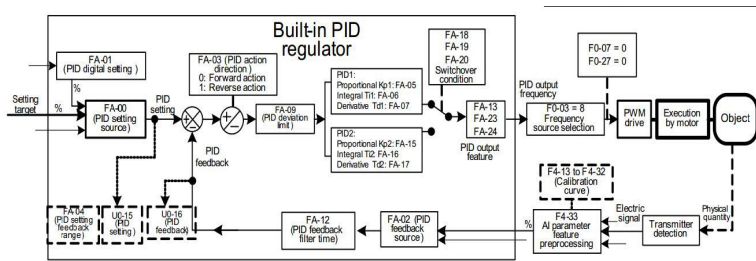 Built-in PID
regulator
FA-01
(PID digital setting )
%
Setting
target
%
FA-00
(PID setting
source)
PID
setting
FA-03 (PID action
direction )
0: Forward action
1: Reverse action
FA-09
(PID deviation
limit)
PID1:
Proportional Kp1: FA-05
Integral Ti1: FA-06
Derivative Td1: FA-07
PID2:
Proportional Kp2: FA-15
Integral Ti2: FA-16
Derivative Td2: FA-17
FA-18
FA-19
FA-20
Switchover
condition
FA-13
FA-23
FA-24
PID output
feature
PID output
frequency
F0-03 = 8
Frequency
source selection
F0-07 = 0
F0-27 = 0
PWM
drive
Execution
by motor
Object
PID
feedback
FA-04
(PID setting
feedback
range)
U0-15
(PID
setting)
U0-16
(PID
feedback)
FA-12
(PID feedback
filter time)
FA-02 (PID
feedback
source)
%
F4-13 to F4-32
(Calibration
curve)
F4-33
AI parameter
feature
preprocessing
Electric
signal
Transmitter
detection
Physical
quantity